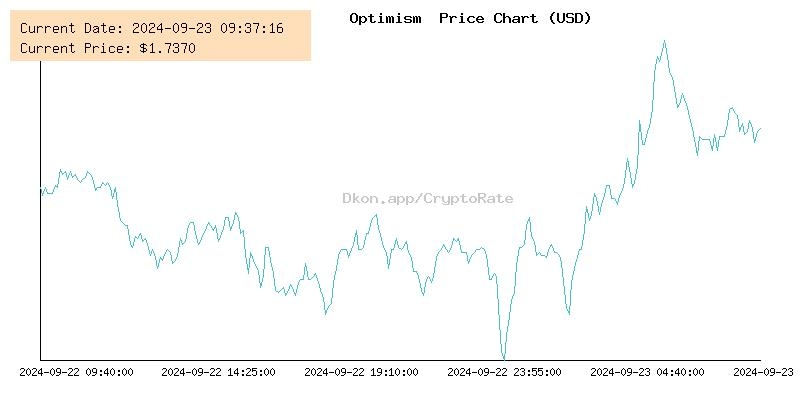 Optimism Price Chart (USD)
Current Date: 2024-09-23 09:37:16
Current Price: $1.7370
Dkon.app/CryptoRate
2024-09-22 09:40:00 2024-09-22 14:25:00 2024-09-22 19:10:00 2024-09-22 23:55:00 2024-09-23 04:40:00 2024-09-23